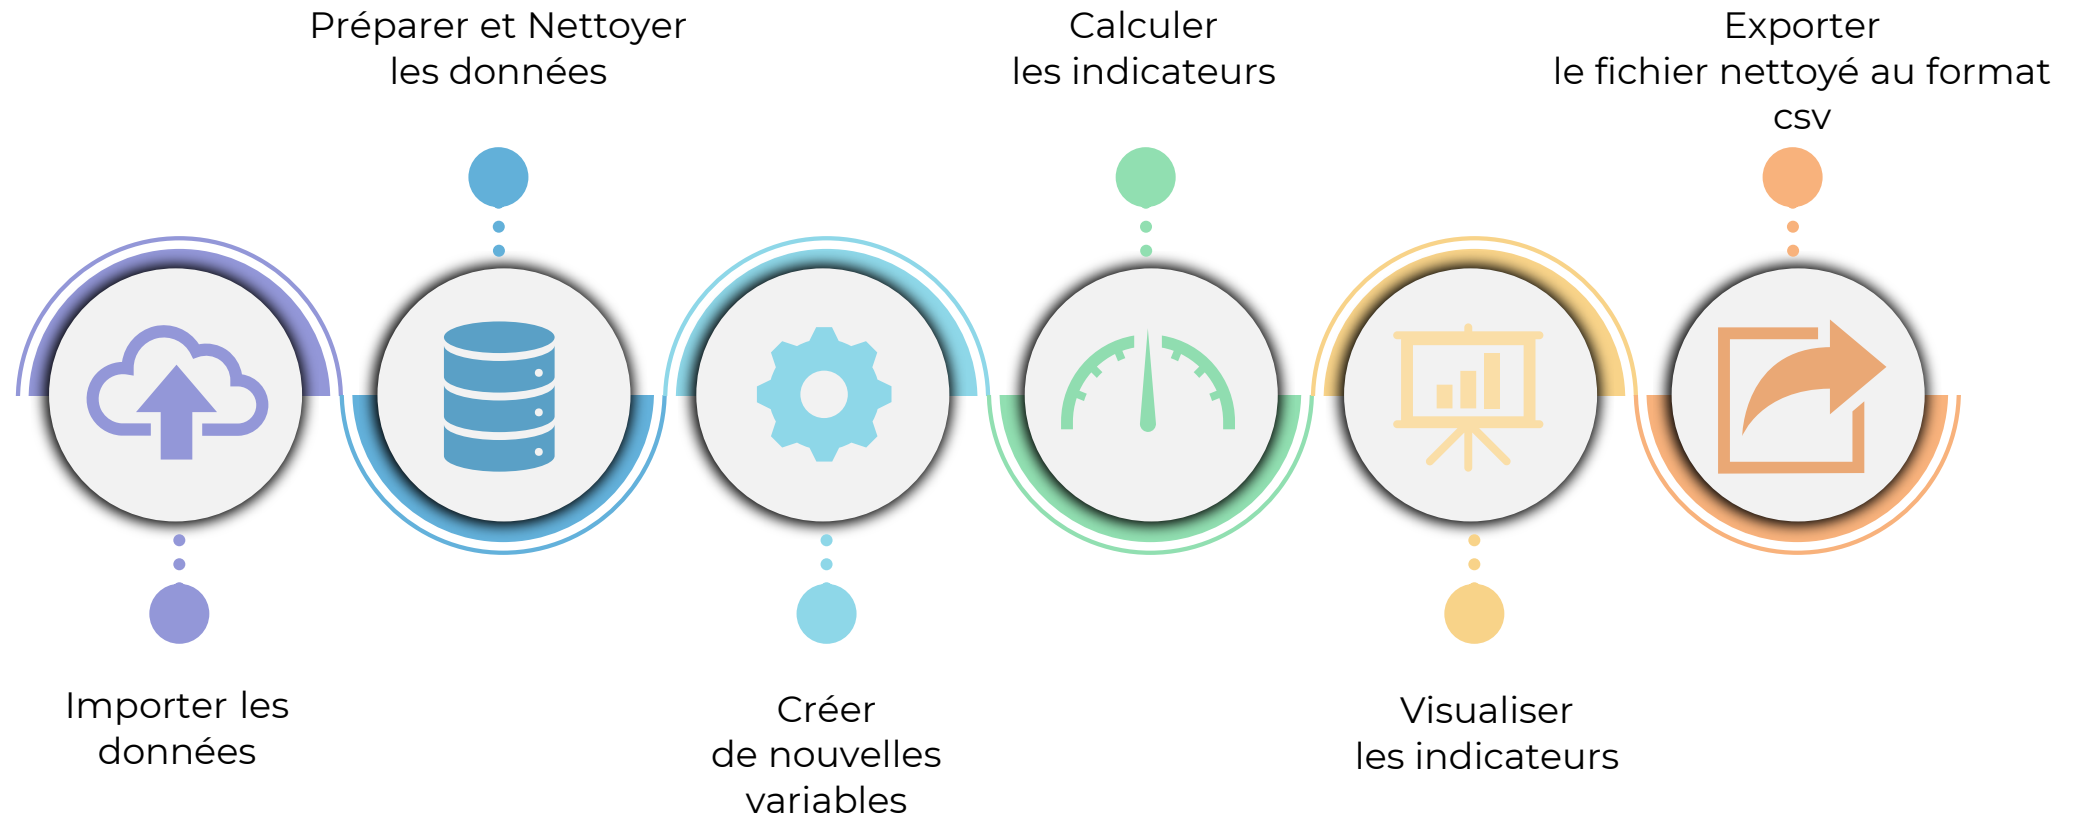 Préparer et Nettoyer
les données
Calculer
les indicateurs
Exporter
le fichier nettoyé au format
csv
Importer les
données
Créer
de nouvelles
variables
Visualiser
les indicateurs